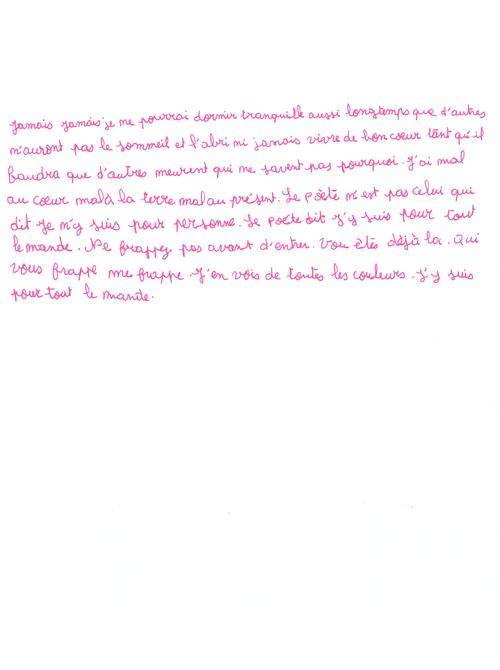 Jamais jamais je ne pourrai dormir tranquille aussi longtemps que d'autres
n'auront pas le sommeil et l'abri ni jamais vivre de bon coeur tant qu'il
faudra que d'autres meurent qui ne savent pas pourquoi. J'ai mal
au coeur mal à la terre mal au présent. Le poète n'est pas celui qui
dit Je n'y suis pour personne. Le poète dit J'y suis pour tout
le monde. Ne frappez pas avant d'entrer. Vous êtes déjà la. Qui
vous frappe me frappe. J'en vois de toutes les couleurs. J'y suis
pour tout le monde.